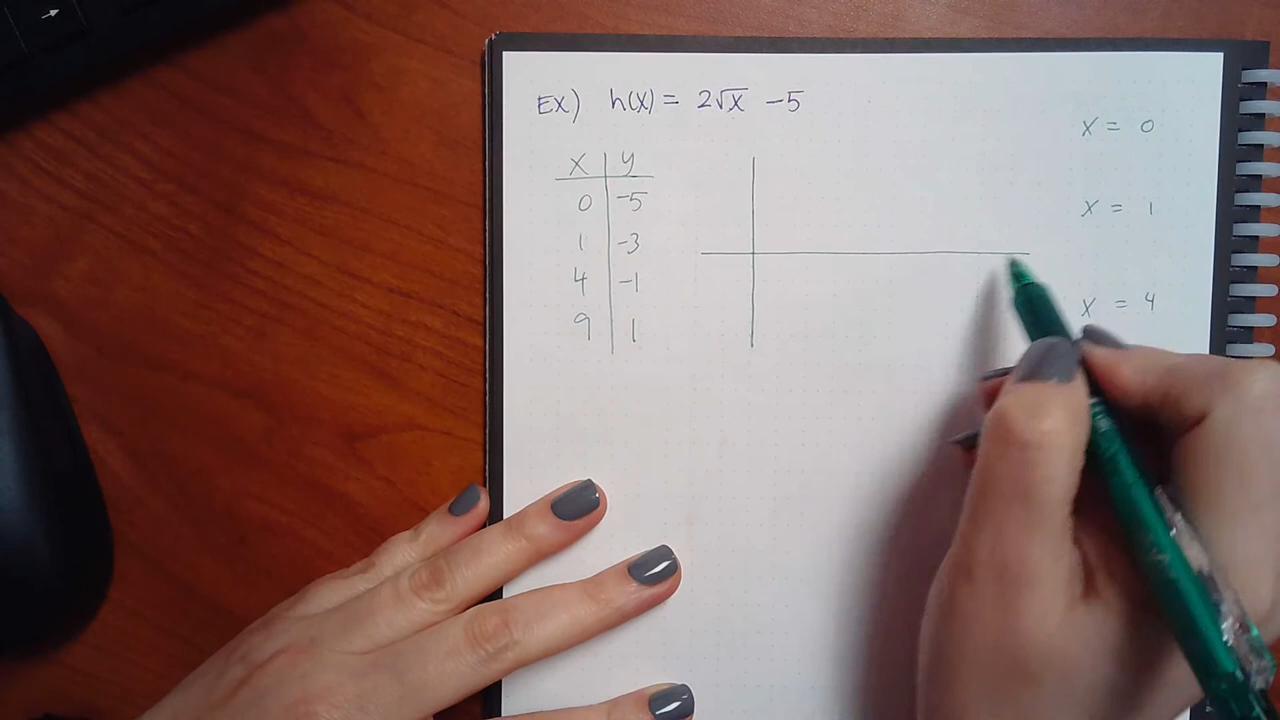 EX) h(x) = 2√x -5
x = 0
x y
0 -5
x = 1
1 -3
4 -1
x = 4
9 1